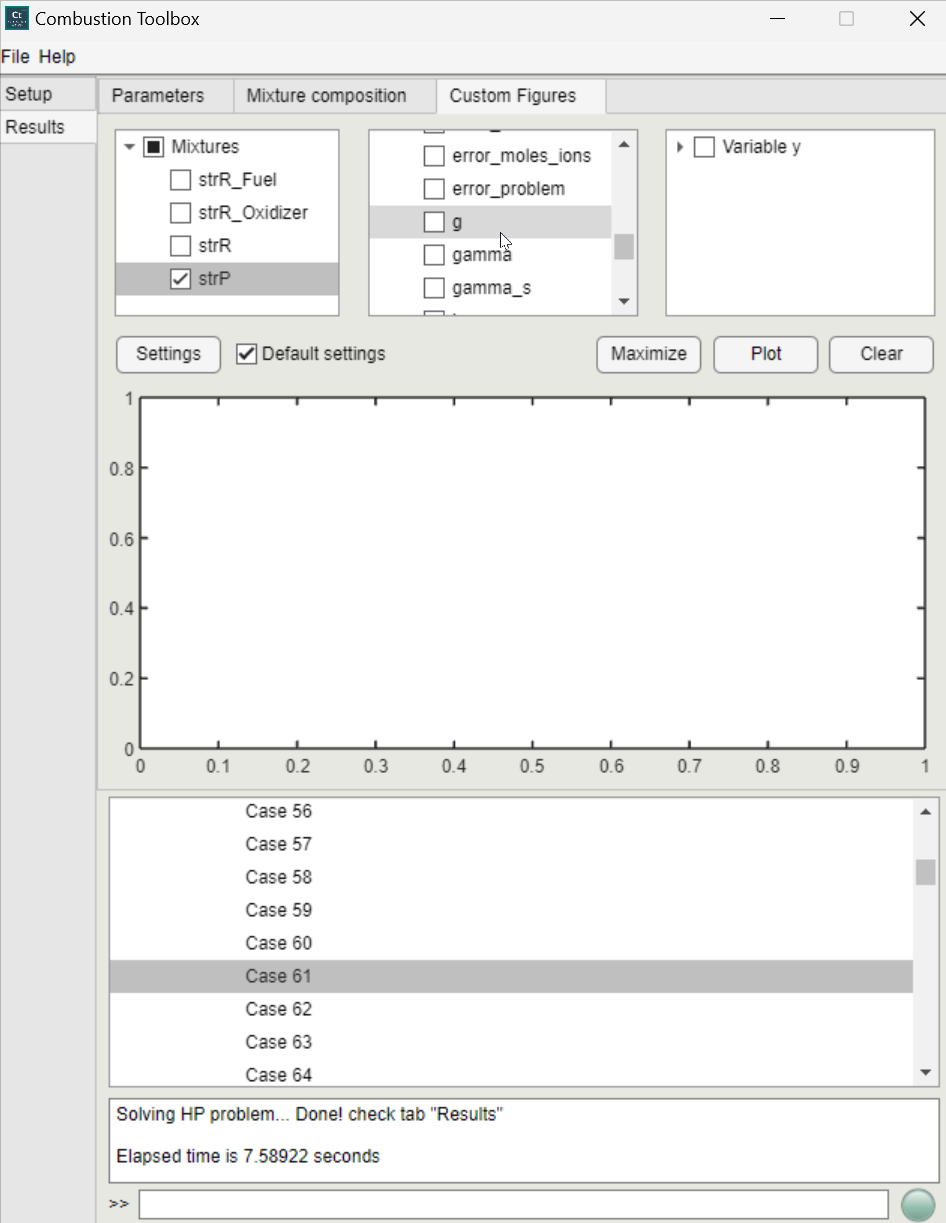 Ct
Combustion Toolbox
File Help
Setup
Results
Parameters
Mixture composition
Custom Figures
Mixtures
strR_Fuel
strR_Oxidizer
strR
strP
error_moles_ions
error_problem
g
gamma
gamma_s
Variable y
Settings
Default settings
Maximize
Plot
Clear
1
0.8
0.6
0.4
0.2
0
0 0.1 0.2 0.3 0.4 0.5 0.6 0.7 0.8 0.9 1
Case 56
Case 57
Case 58
Case 59
Case 60
Case 61
Case 62
Case 63
Case 64
Solving HP problem... Done! check tab "Results"
Elapsed time is 7.58922 seconds
>>